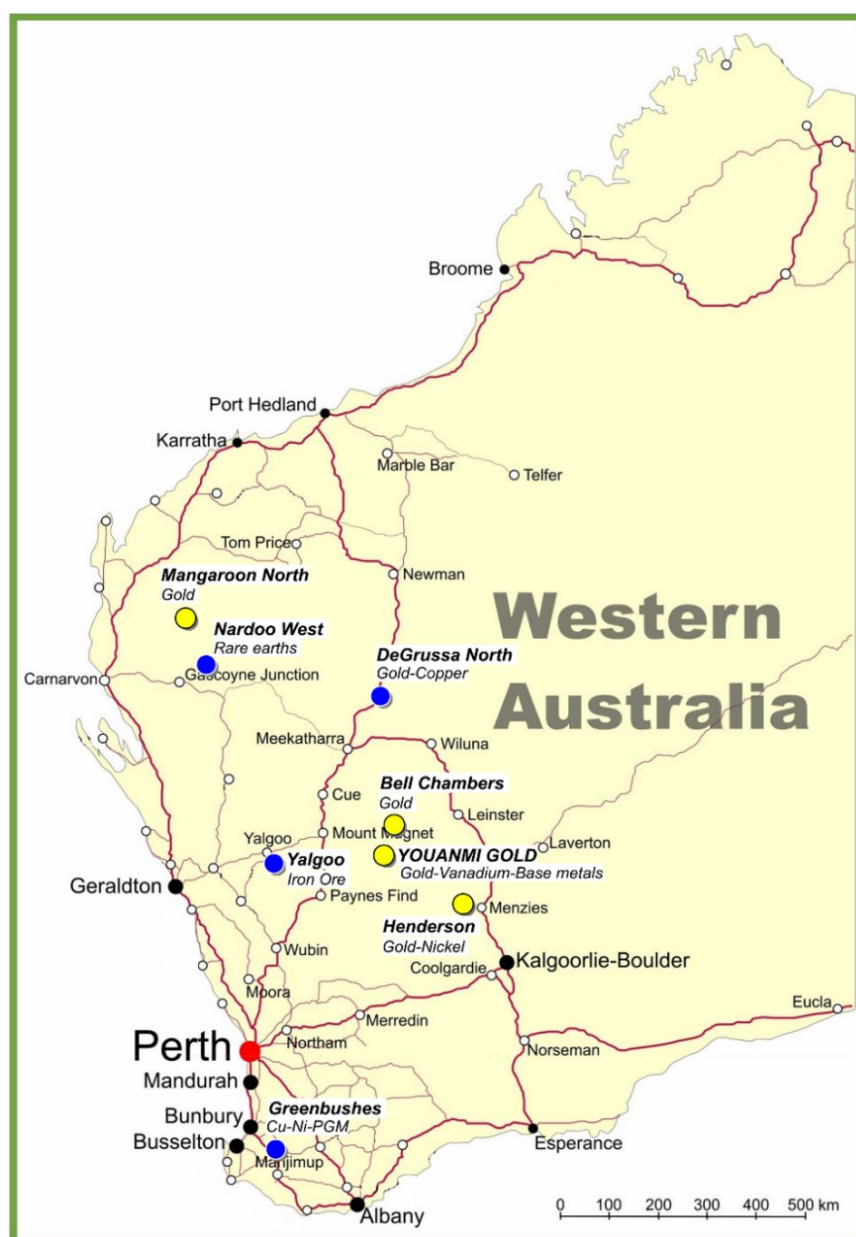 Broome
Port Hedland
Karratha
Marble Bar
Telfer
Tom Price
Newman
Mangaroon North
Gold
Western
Australia
Nardoo West
Rare earths
DeGrussa North
Gold-Copper
Carnarvon
Gascoyne Junction
Meekatharra
Wiluna
Bell Chambers
Gold
Cue
Leinster
Yalgoo
Mount Magnet
Laverton
YOUANMI GOLD
Gold-Vanadium-Base metals
Yalgoo
Iron Ore
Geraldton
Paynes Find
Menzies
Henderson
Gold-Nickel
Wubin
Kalgoorlie-Boulder
Coolgardie
Moora
Eucla
Merredin
Perth
Northam
Norseman
Mandurah
Greenbushes
Cu-Ni-PGM
Bunbury
Busselton
Manjimup
Esperance
Albany
0 100 200 300 400 500 km